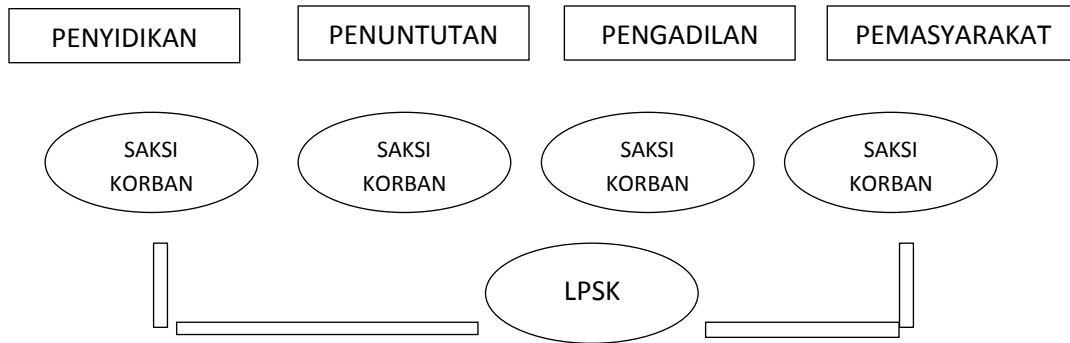 PENYIDIKAN
PENUNTUTAN
PENGADILAN
PEMASYARAKAT
SAKSI
KORBAN
SAKSI
KORBAN
SAKSI
KORBAN
SAKSI
KORBAN
LPSK